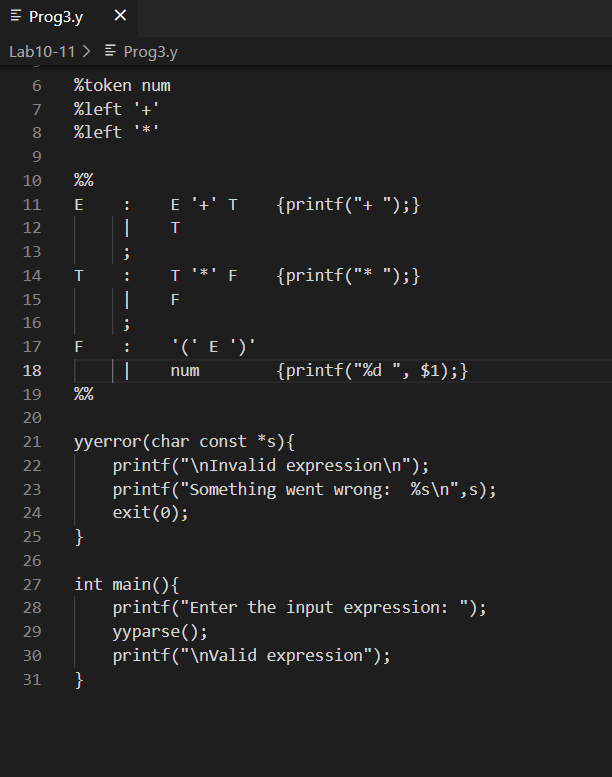 Prog3.y ×
Lab10-11 > Prog3.y
6 %token num
7 %left '+'
8 %left '*'
9
10 %%
11 E : E '+' T {printf("+ ");}
12 | T
13 ;
14 T : T '*' F {printf("* ");}
15 | F
16 ;
17 F : '(' E ')'
18 | num {printf("%d ", $1);}
19 %%
20
21 yyerror(char const *s){
22 printf("\nInvalid expression\n");
23 printf("Something went wrong:  %s\n",s);
24 exit(0);
25 }
26
27 int main(){
28 printf("Enter the input expression: ");
29 yyparse();
30 printf("\nValid expression");
31 }